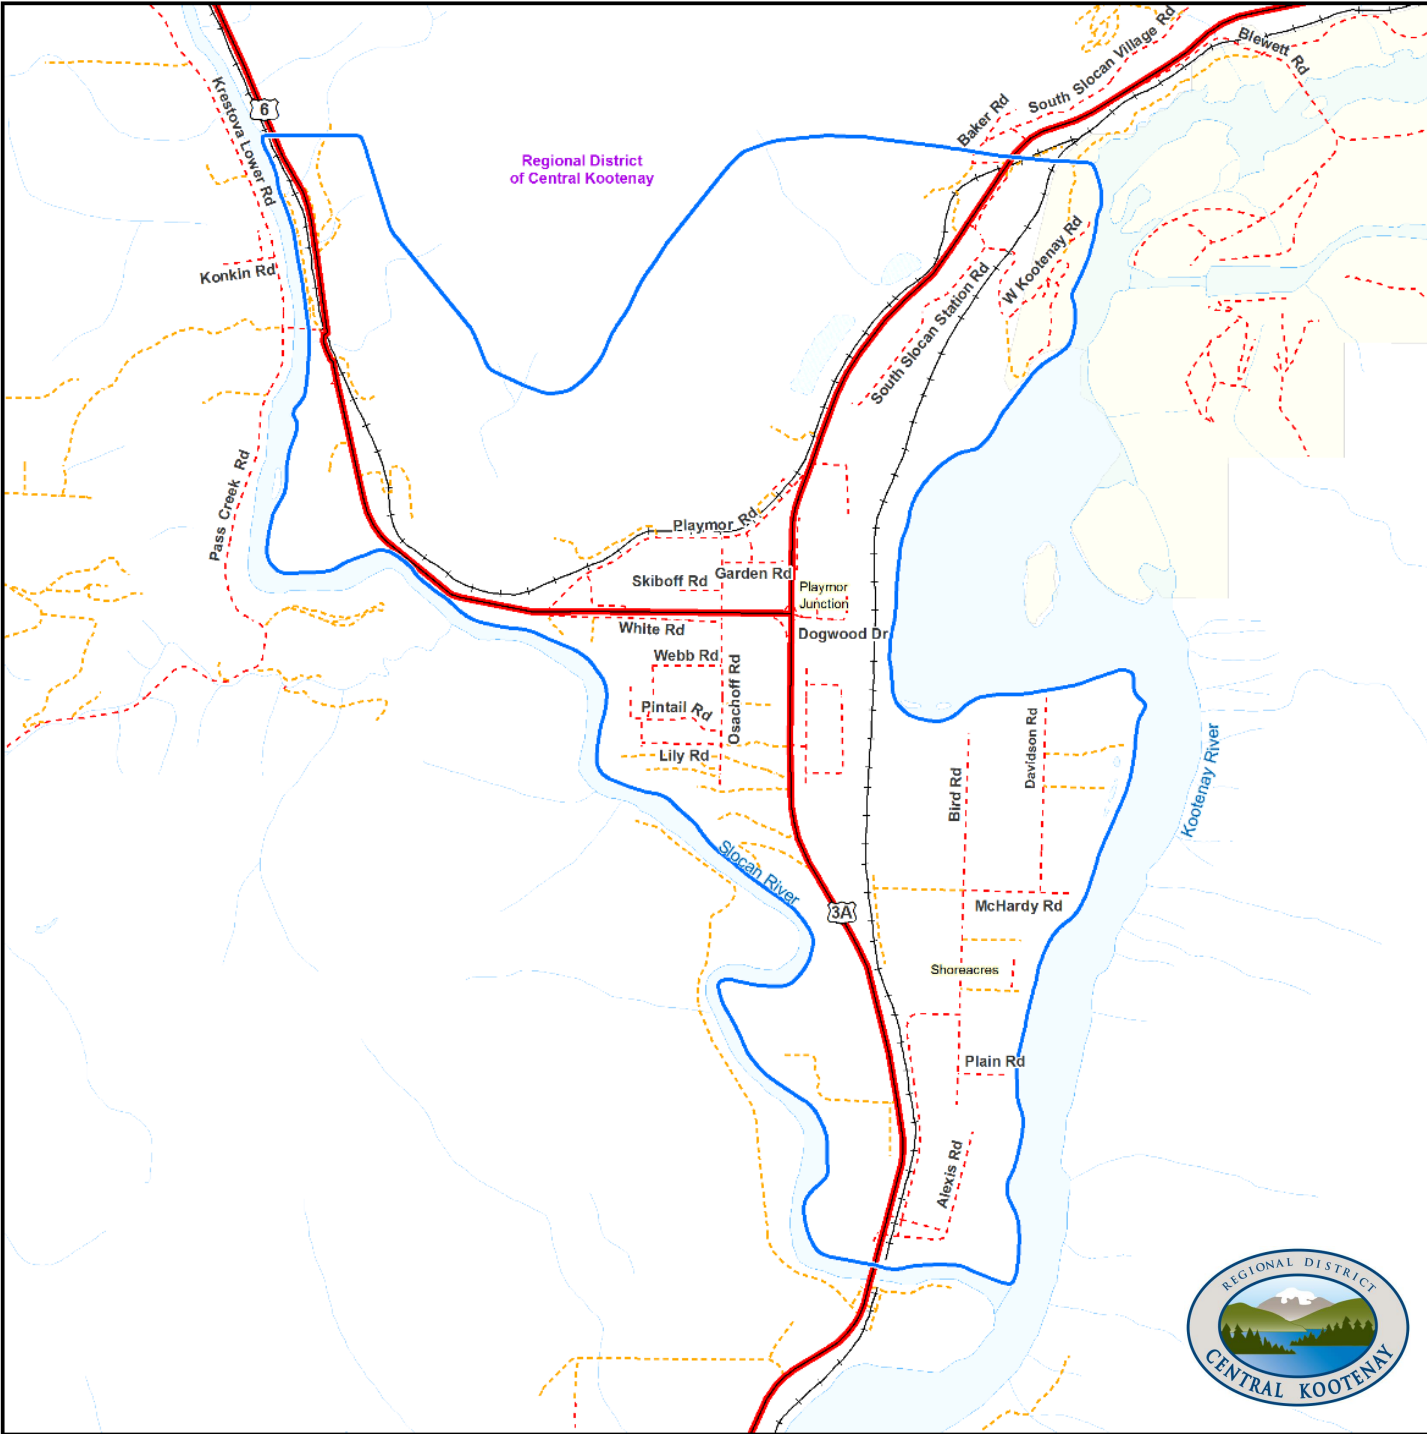 South Slocan Village Rd
Blewett Rd
6
Krestova Lower Rd
Baker Rd
Regional District
of Central Kootenay
Konkin Rd
W Kootenay Rd
South Slocan Station Rd
Pass Creek Rd
Playmor Rd
Skiboff Rd
Garden Rd
Playmor
Junction
White Rd
Dogwood Dr
Webb Rd
Osachoff Rd
Pintail Rd
Lily Rd
Davidson Rd
Bird Rd
Kootenay River
Slocan River
3A
McHardy Rd
Shoreacres
Plain Rd
Alexis Rd
REGIONAL DISTRICT
CENTRAL KOOTENAY